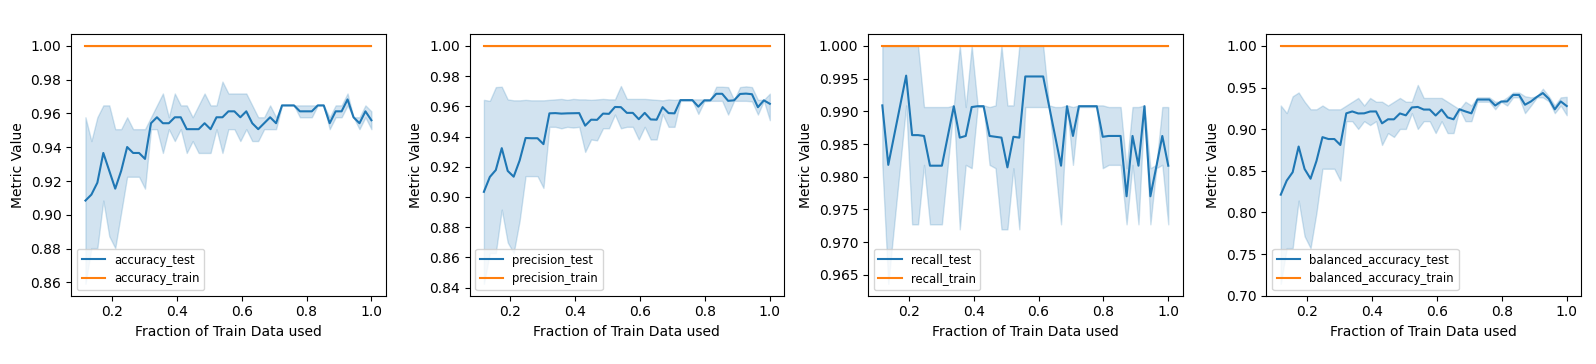 1.00
0.98
0.96
0.94
0.92
0.90
0.88
0.86
Metric Value
accuracy_test
accuracy_train
0.2 0.4 0.6 0.8 1.0
Fraction of Train Data used
1.00
0.98
0.96
0.94
0.92
0.90
0.88
0.86
0.84
Metric Value
precision_test
precision_train
0.2 0.4 0.6 0.8 1.0
Fraction of Train Data used
1.000
0.995
0.990
0.985
0.980
0.975
0.970
0.965
Metric Value
recall_test
recall_train
0.2 0.4 0.6 0.8 1.0
Fraction of Train Data used
1.00
0.95
0.90
0.85
0.80
0.75
0.70
Metric Value
balanced_accuracy_test
balanced_accuracy_train
0.2 0.4 0.6 0.8 1.0
Fraction of Train Data used